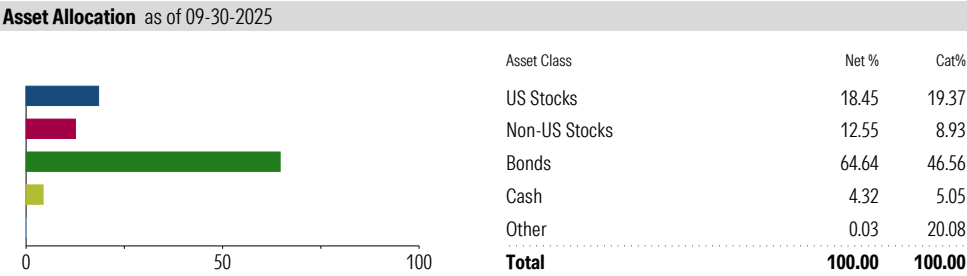 Asset Allocation as of 09-30-2025
Asset Class Net % Cat%
US Stocks 18.45 19.37
Non-US Stocks 12.55 8.93
Bonds 64.64 46.56
Cash 4.32 5.05
Other 0.03 20.08
0 50 100
Total 100.00 100.00